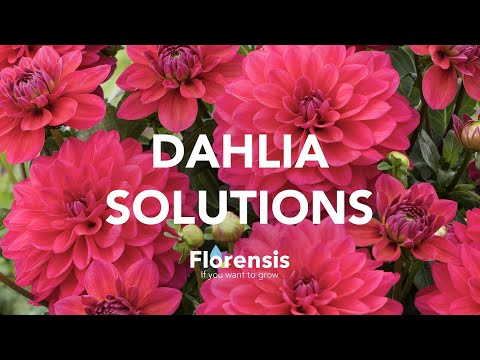 DAHLIA
SOLUTIONS
Florensis
If you want to grow